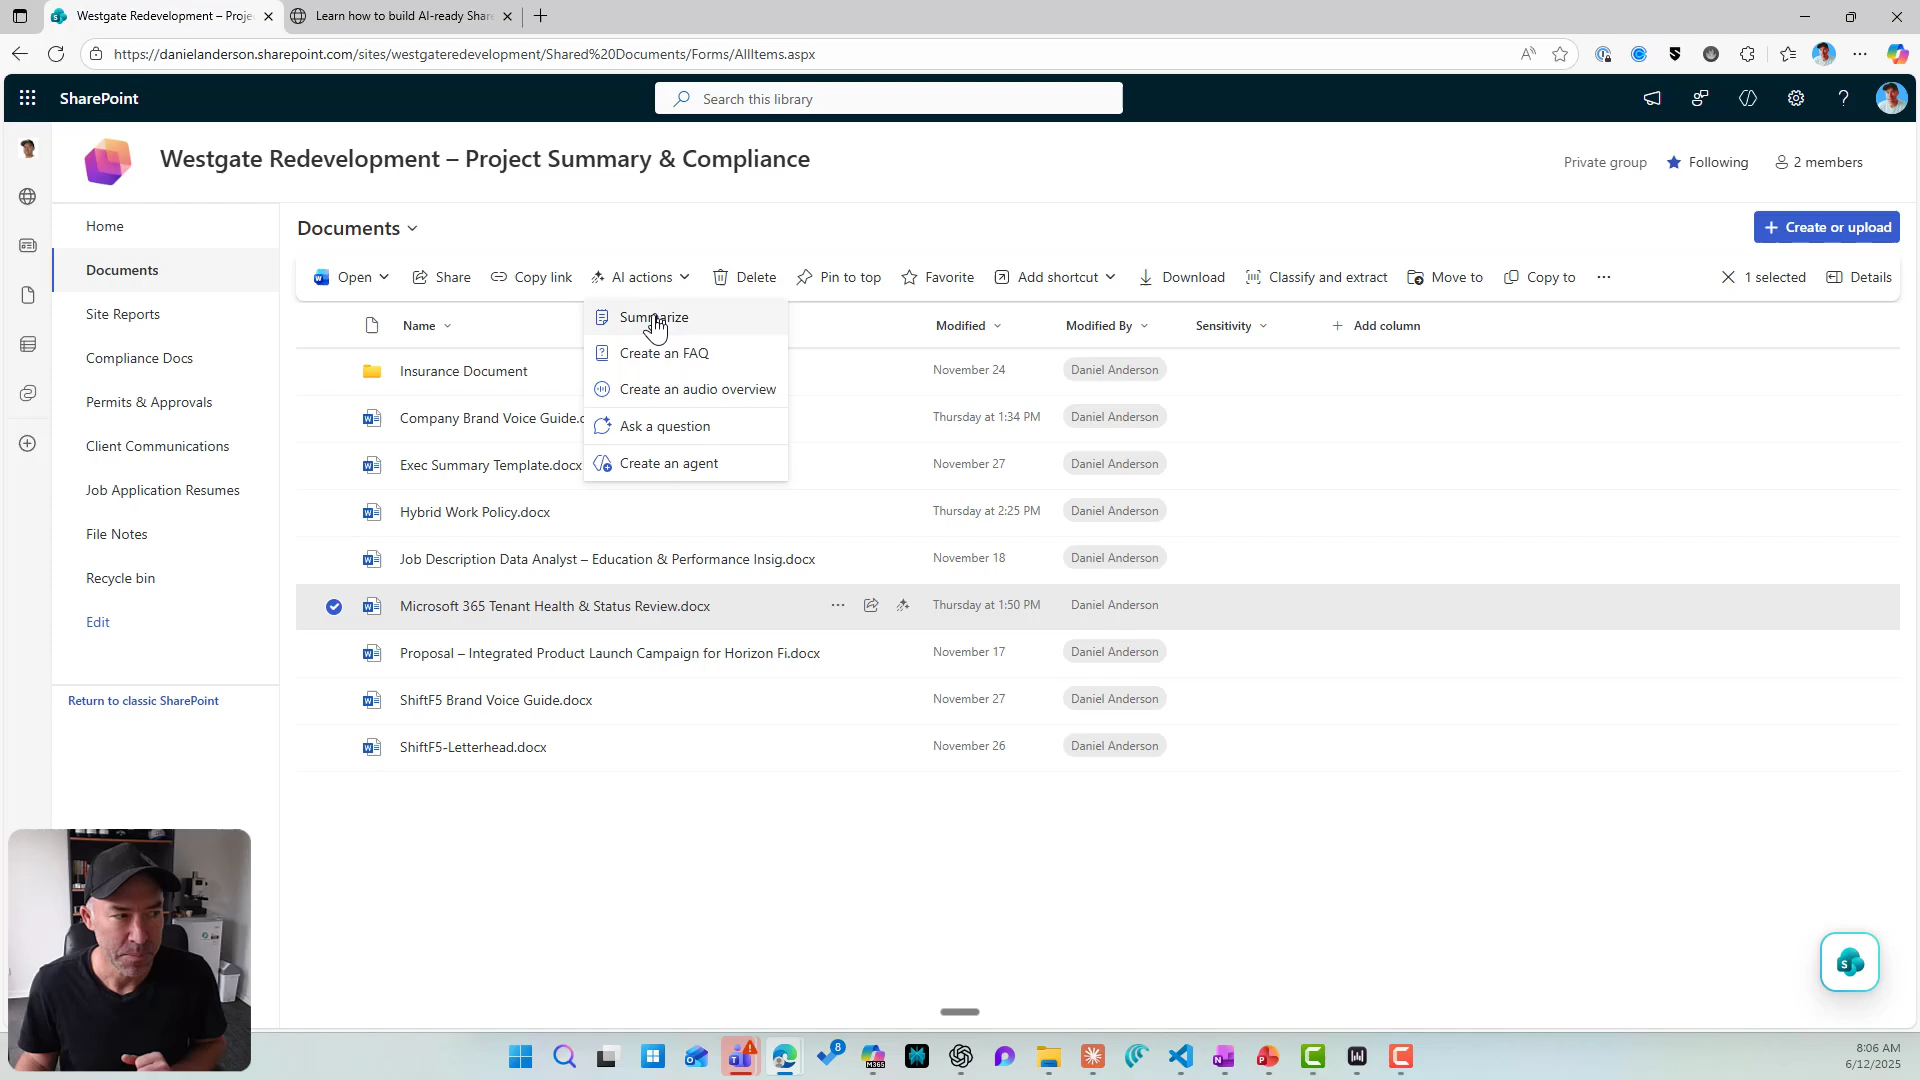 Westgate Redevelopment – Proje
Learn how to build AI-ready Shar
https://danielanderson.sharepoint.com/sites/westgateredevelopment/Shared%20Documents/Forms/AllItems.aspx
SharePoint
Search this library
Westgate Redevelopment – Project Summary & Compliance
Private group
Following
2 members
Home
Documents
Site Reports
Compliance Docs
Permits & Approvals
Client Communications
Job Application Resumes
File Notes
Recycle bin
Edit
Return to classic SharePoint
Documents
Create or upload
Open
Share
Copy link
AI actions
Delete
Pin to top
Favorite
Add shortcut
Download
Classify and extract
Move to
Copy to
1 selected
Details
Summarize
Create an FAQ
Create an audio overview
Ask a question
Create an agent
Name
Modified
Modified By
Sensitivity
Add column
Insurance Document
November 24
Daniel Anderson
Company Brand Voice Guide.
Thursday at 1:34 PM
Daniel Anderson
Exec Summary Template.docx
November 27
Daniel Anderson
Hybrid Work Policy.docx
Thursday at 2:25 PM
Daniel Anderson
Job Description Data Analyst – Education & Performance Insig.docx
November 18
Daniel Anderson
Microsoft 365 Tenant Health & Status Review.docx
Thursday at 1:50 PM
Daniel Anderson
Proposal – Integrated Product Launch Campaign for Horizon Fi.docx
November 17
Daniel Anderson
ShiftF5 Brand Voice Guide.docx
November 27
Daniel Anderson
ShiftF5-Letterhead.docx
November 26
Daniel Anderson
8
M365
8:06 AM
6/12/2025